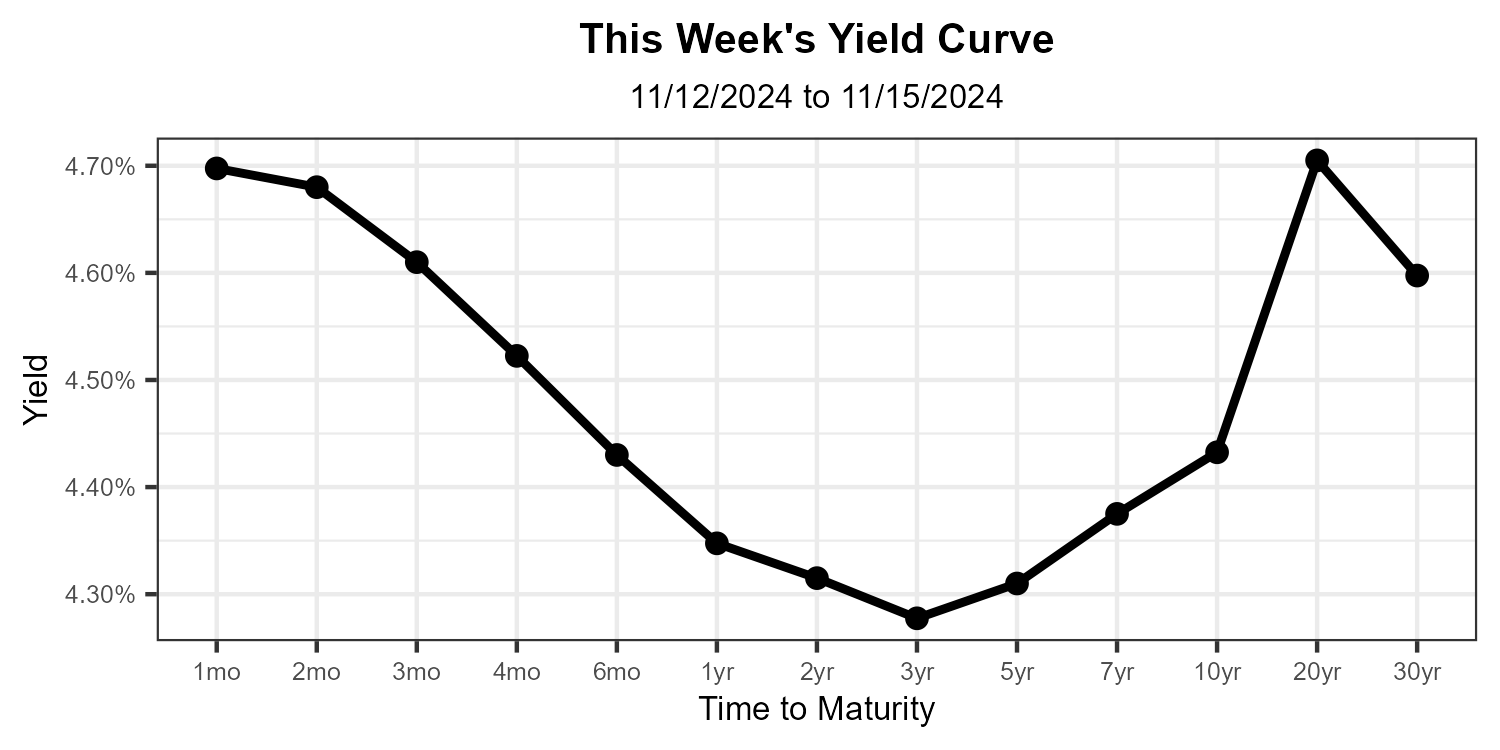 This Week's Yield Curve
11/12/2024 to 11/15/2024
4.70%
4.60%
4.50%
4.40%
4.30%
Yield
1mo 2mo 3mo 4mo 6mo 1yr 2yr 3yr 5yr 7yr 10yr 20yr 30yr
Time to Maturity